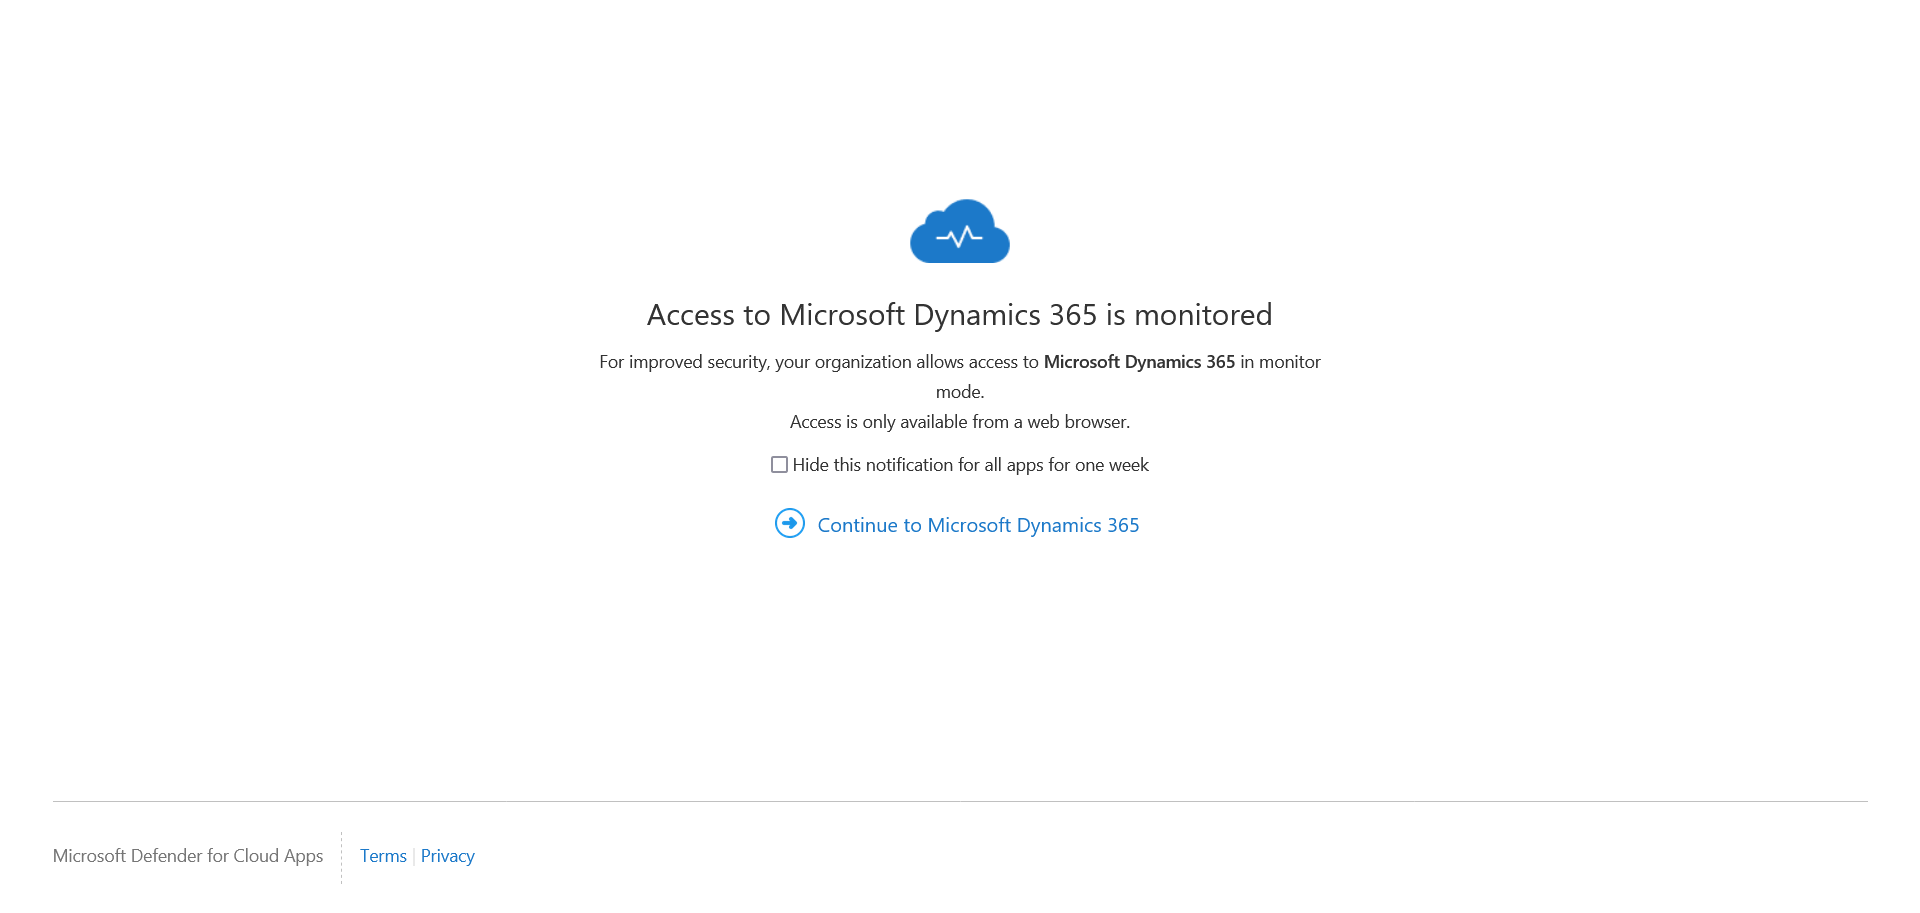 Access to Microsoft Dynamics 365 is monitored
For improved security, your organization allows access to Microsoft Dynamics 365 in monitor
mode.
Access is only available from a web browser.
Hide this notification for all apps for one week
Continue to Microsoft Dynamics 365
Microsoft Defender for Cloud Apps
Terms | Privacy